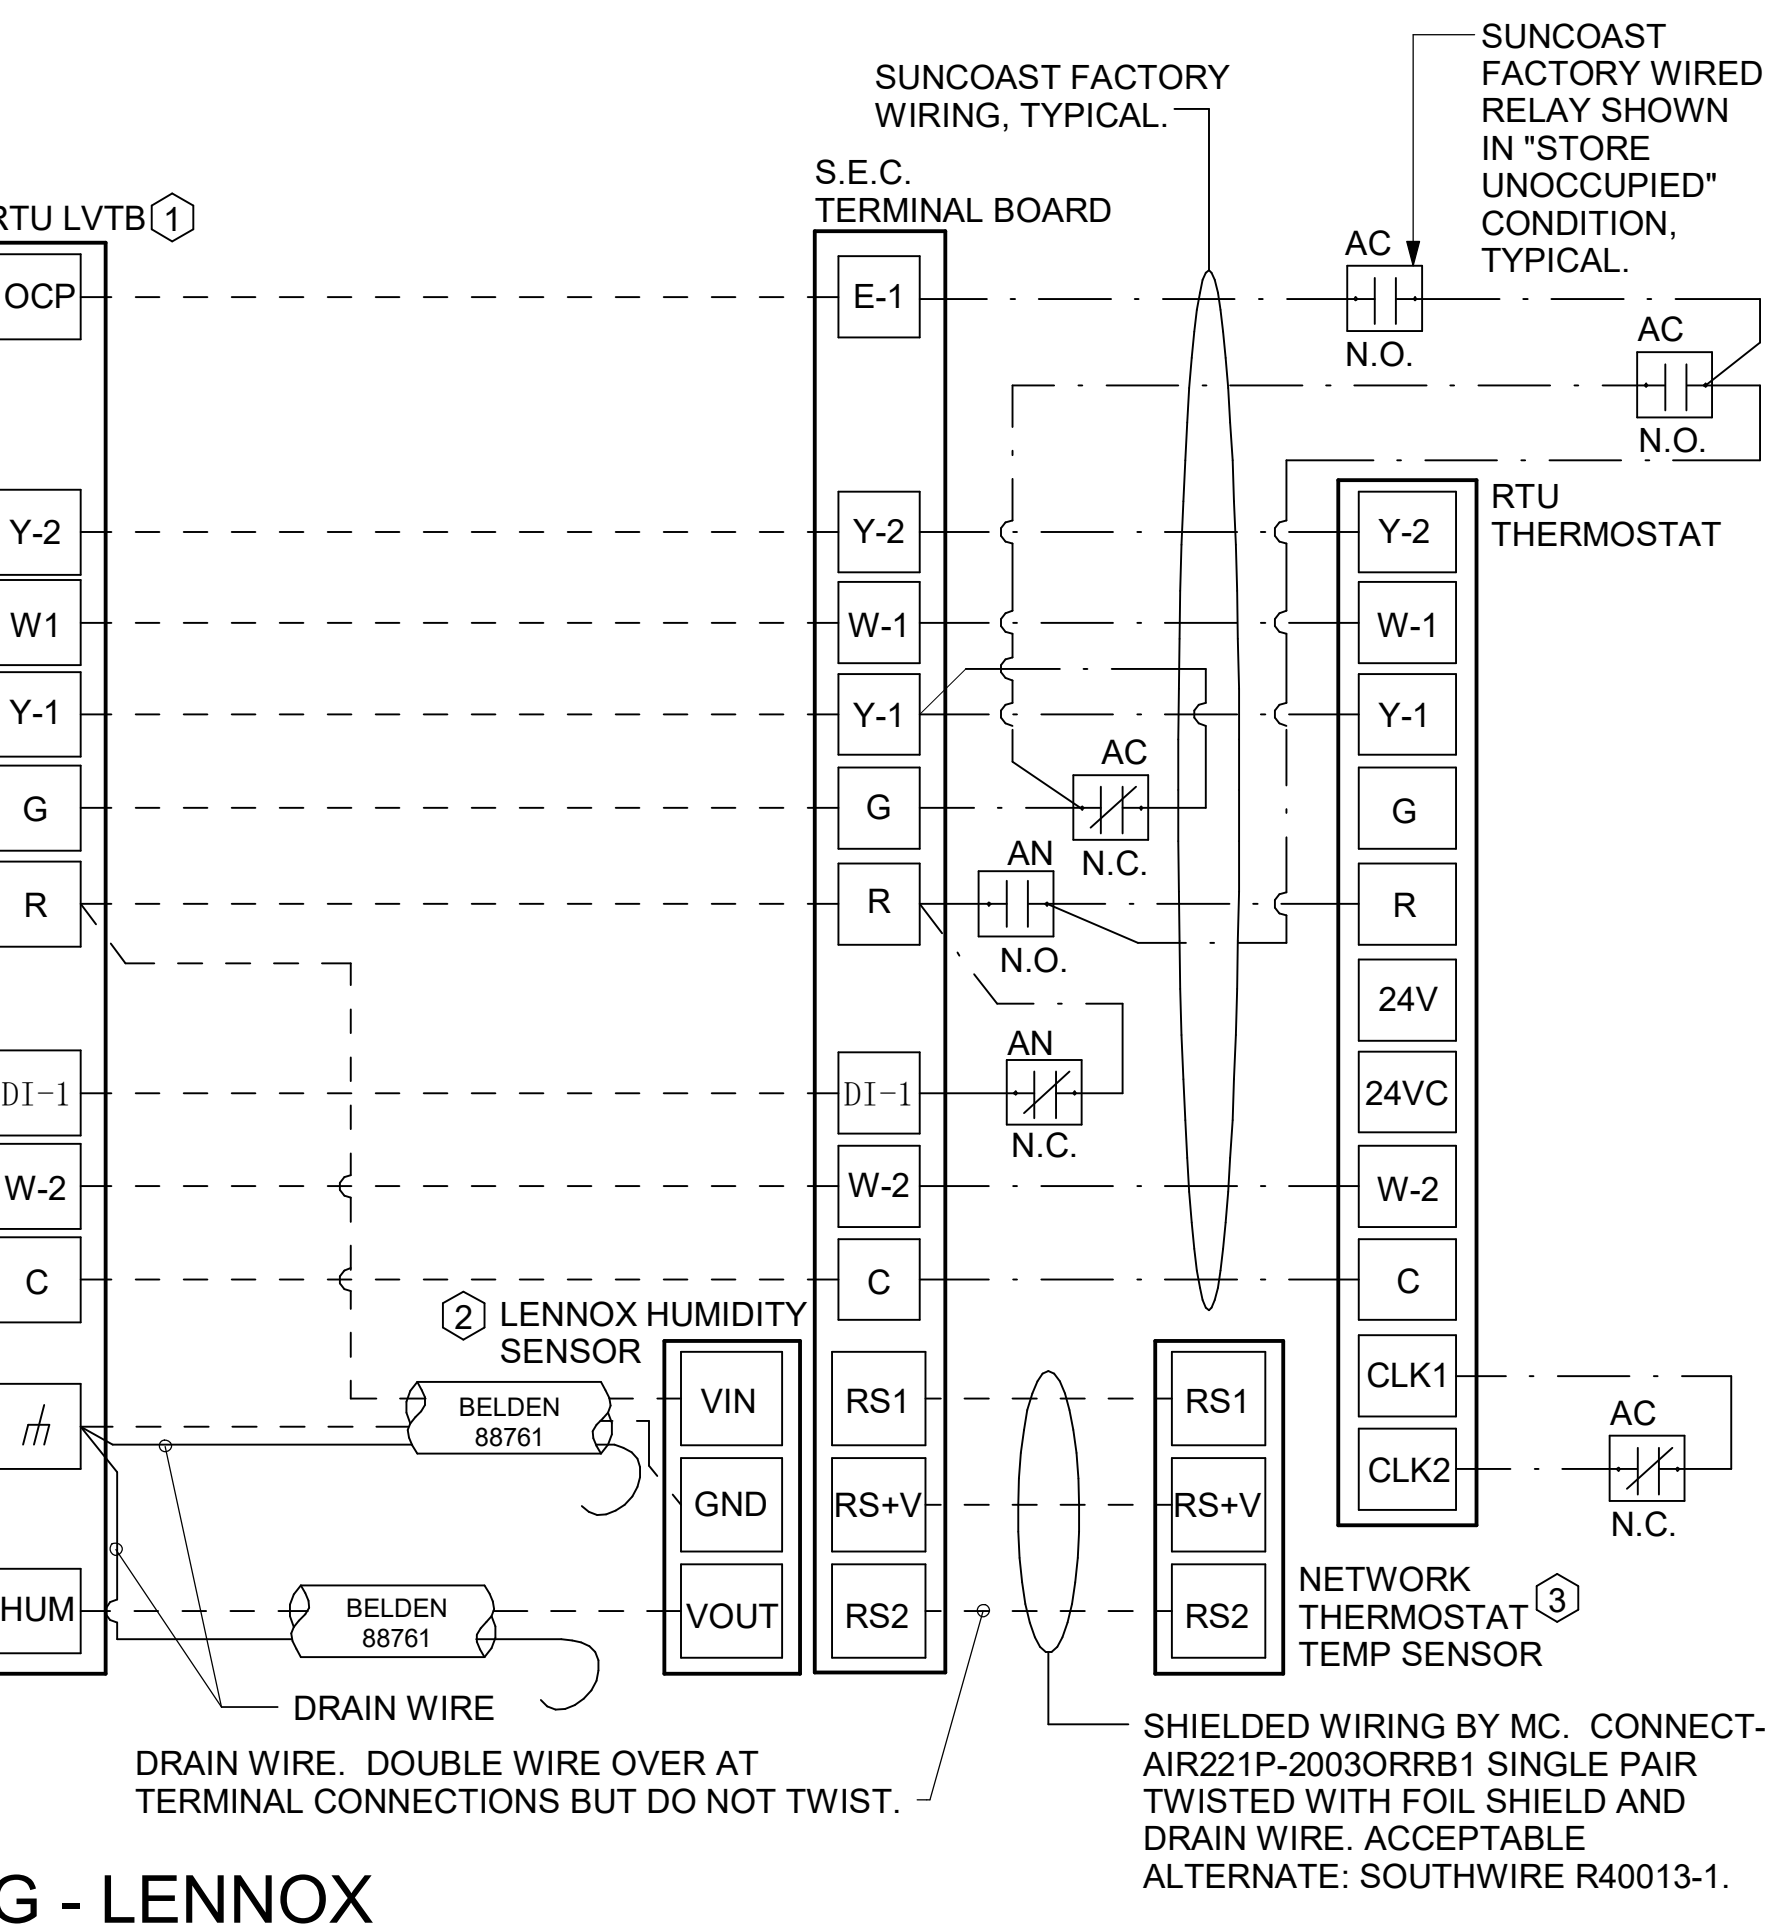 SUNCOAST
FACTORY WIRED
RELAY SHOWN
IN "STORE
UNOCCUPIED"
CONDITION,
TYPICAL.
SUNCOAST FACTORY
WIRING, TYPICAL.
S.E.C.
TERMINAL BOARD
RTU LVTB 1
AC
N.O.
AC
N.O.
OCP
Y-2
W1
Y-1
G
R
DI-1
W-2
C
HUM
E-1
Y-2
W-1
Y-1
G
R
DI-1
W-2
C
RS1
RS+V
RS2
AC
N.C.
AN
N.O.
AN
N.C.
RTU
THERMOSTAT
Y-2
W-1
Y-1
G
R
24V
24VC
W-2
C
CLK1
CLK2
AC
N.C.
2 LENNOX HUMIDITY
SENSOR
VIN
GND
VOUT
BELDEN
88761
BELDEN
88761
RS1
RS+V
RS2
NETWORK
THERMOSTAT 3
TEMP SENSOR
DRAIN WIRE
DRAIN WIRE. DOUBLE WIRE OVER AT
TERMINAL CONNECTIONS BUT DO NOT TWIST.
SHIELDED WIRING BY MC. CONNECT-
AIR221P-2003ORRB1 SINGLE PAIR
TWISTED WITH FOIL SHIELD AND
DRAIN WIRE. ACCEPTABLE
ALTERNATE: SOUTHWIRE R40013-1.
G - LENNOX